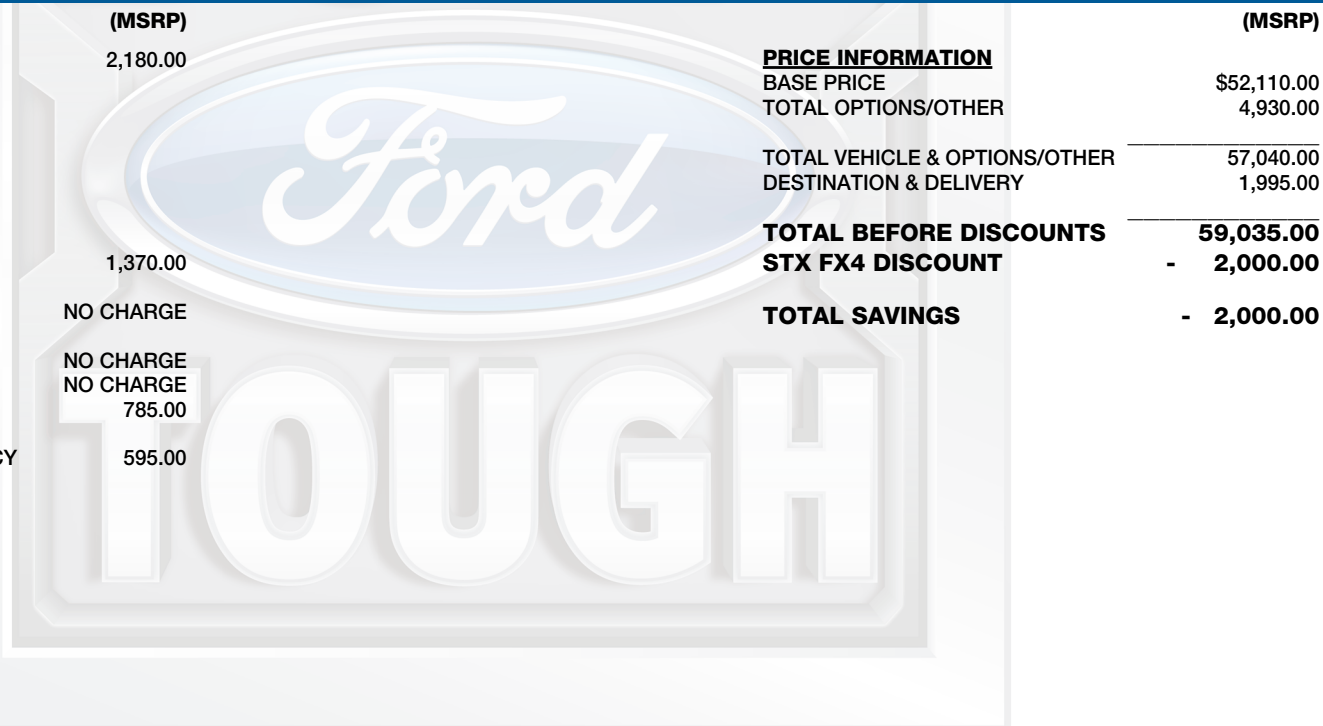 (MSRP)
2,180.00
1,370.00
NO CHARGE
NO CHARGE
NO CHARGE
785.00
CY 595.00
(MSRP)
PRICE INFORMATION
BASE PRICE $52,110.00
TOTAL OPTIONS/OTHER 4,930.00
TOTAL VEHICLE & OPTIONS/OTHER 57,040.00
DESTINATION & DELIVERY 1,995.00
TOTAL BEFORE DISCOUNTS 59,035.00
STX FX4 DISCOUNT - 2,000.00
TOTAL SAVINGS - 2,000.00
Ford
TOUGH